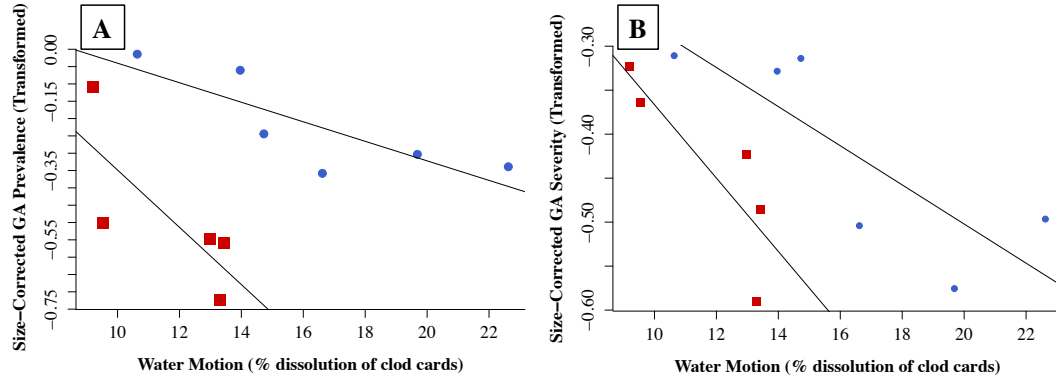 A
Size−Corrected GA Prevalence (Transformed)
0.00
−0.15
−0.35
−0.55
−0.75
10 12 14 16 18 20 22
Water Motion (% dissolution of clod cards)
B
Size−Corrected GA Severity (Transformed)
−0.30
−0.40
−0.50
−0.60
10 12 14 16 18 20 22
Water Motion (% dissolution of clod cards)